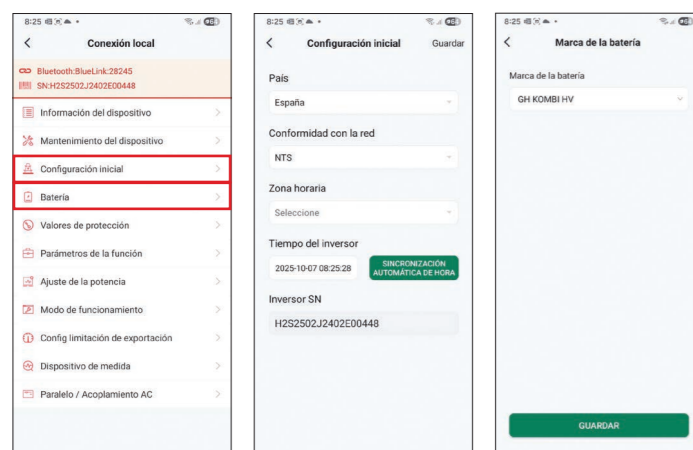 8:25
Conexión local
Bluetooth:BlueLink:28245
SN:H2S2502J2402E00448
Información del dispositivo
Mantenimiento del dispositivo
Configuración inicial
Batería
Valores de protección
Parámetros de la función
Ajuste de la potencia
Modo de funcionamiento
Config limitación de exportación
Dispositivo de medida
Paralelo / Acoplamiento AC
8:25
Configuración inicial Guardar
País
España
Conformidad con la red
NTS
Zona horaria
Seleccione
Tiempo del inversor
2025-10-07 08:25:28
SINCRONIZACIÓN
AUTOMÁTICA DE HORA
Inversor SN
H2S2502J2402E00448
8:25
Marca de la batería
Marca de la batería
GH KOMBI HV
GUARDAR